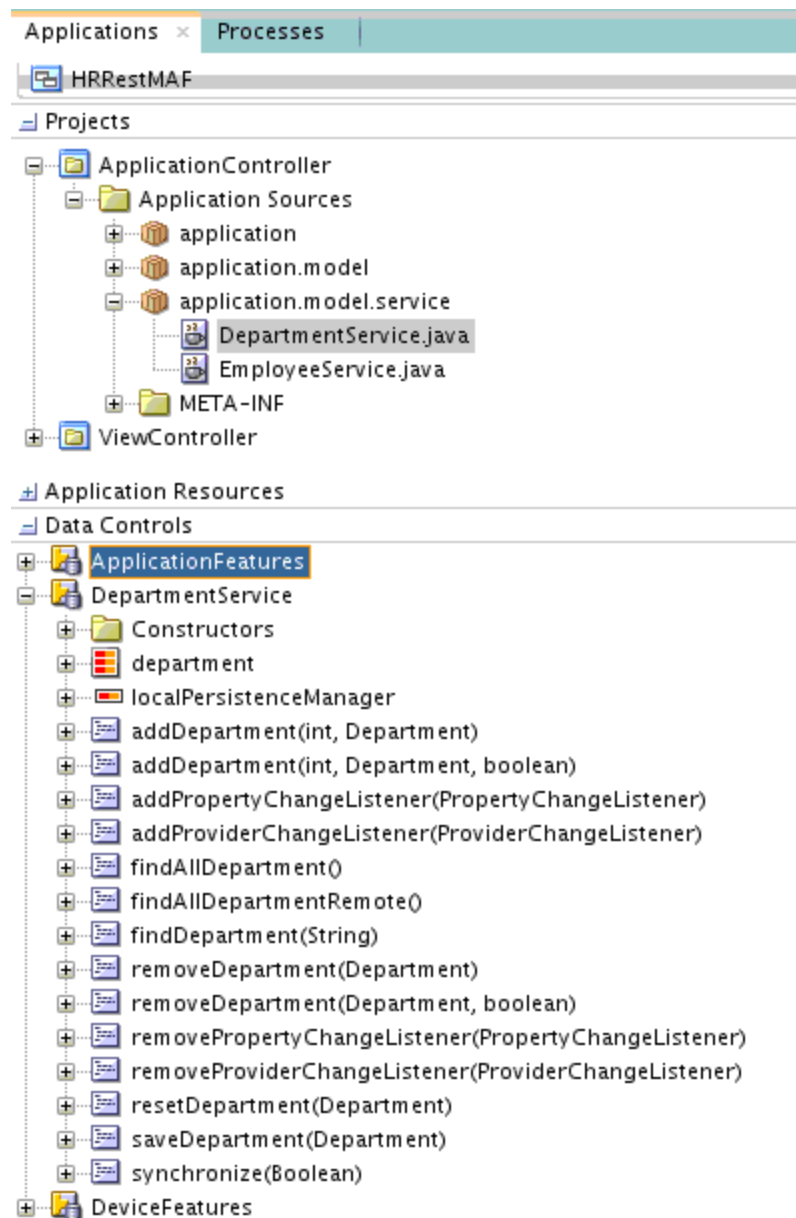 Applications × Processes
HRRestMAF
Projects
ApplicationController
Application Sources
application
application.model
application.model.service
DepartmentService.java
EmployeeService.java
META-INF
ViewController
Application Resources
Data Controls
ApplicationFeatures
DepartmentService
Constructors
department
localPersistenceManager
addDepartment(int, Department)
addDepartment(int, Department, boolean)
addPropertyChangeListener(PropertyChangeListener)
addProviderChangeListener(ProviderChangeListener)
findAllDepartment()
findAllDepartmentRemote()
findDepartment(String)
removeDepartment(Department)
removeDepartment(Department, boolean)
removePropertyChangeListener(PropertyChangeListener)
removeProviderChangeListener(ProviderChangeListener)
resetDepartment(Department)
saveDepartment(Department)
synchronize(Boolean)
DeviceFeatures